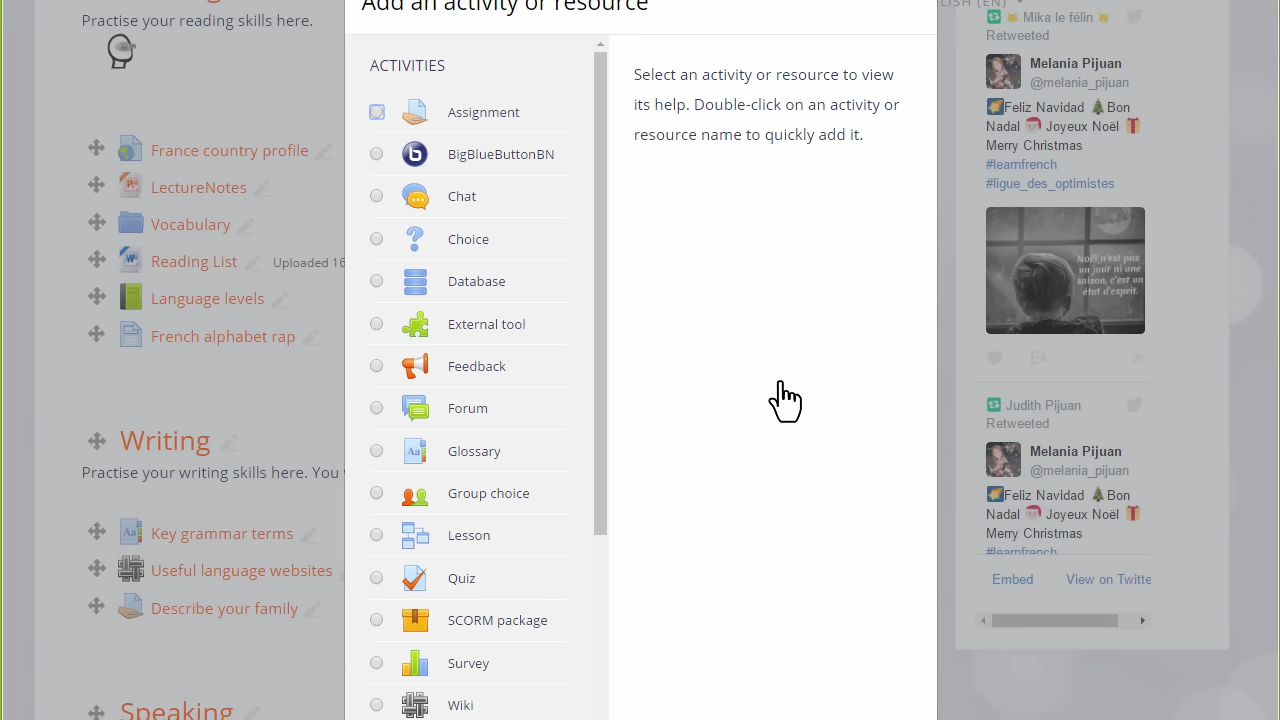 Practise your reading skills here.
France country profile
LectureNotes
Vocabulary
Reading List Uploaded 16
Language levels
French alphabet rap
Writing
Practise your writing skills here. You
Key grammar terms
Useful language websites
Describe your family
Speaking
Add an activity or resource
ACTIVITIES
Assignment
BigBlueButtonBN
Chat
Choice
Database
External tool
Feedback
Forum
Glossary
Group choice
Lesson
Quiz
SCORM package
Survey
Wiki
Select an activity or resource to view
its help. Double-click on an activity or
resource name to quickly add it.
LISH (EN)
Mika le félin
Retweeted
Melania Pijuan
@melania_pijuan
Feliz Navidad 🎄Bon
Nadal 🎅 Joyeux Noël 🎁
Merry Christmas
#learnfrench
#ligue_des_optimistes
Noël n'est pas
un jour ni une
saison, c'est un
état d'esprit.
2h
Judith Pijuan
Retweeted
Melania Pijuan
@melania_pijuan
Feliz Navidad 🎄Bon
Nadal 🎅 Joyeux Noël 🎁
Merry Christmas
#learnfrench
Embed View on Twitte